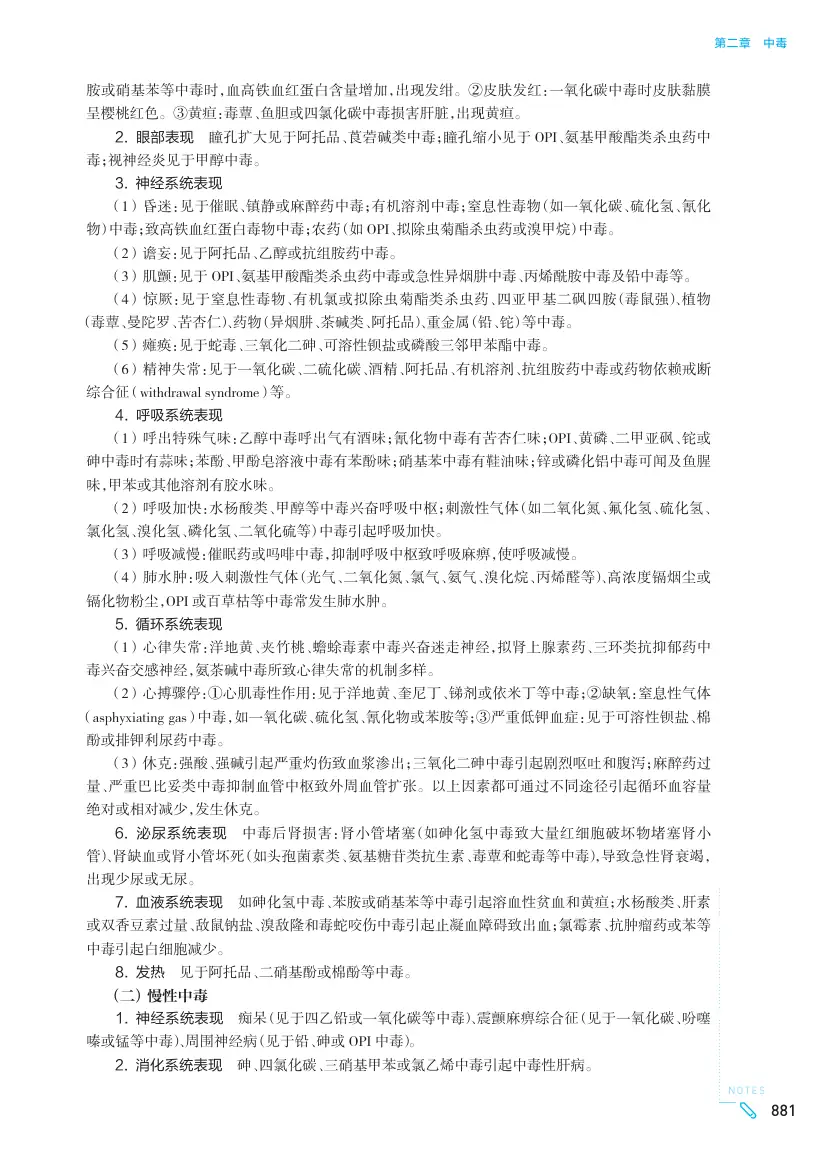 第二章 中毒
胺或硝基苯等中毒时,血高铁血红蛋白含量增加,出现发绀。②皮肤发红:一氧化碳中毒时皮肤黏膜
呈樱桃红色。③黄疸:毒蕈、鱼胆或四氯化碳中毒损害肝脏,出现黄疸。
2. 眼部表现 瞳孔扩大见于阿托品、莨菪碱类中毒;瞳孔缩小见于 OPI、氨基甲酸酯类杀虫药中
毒;视神经炎见于甲醇中毒。
3. 神经系统表现
(1)昏迷:见于催眠、镇静或麻醉药中毒;有机溶剂中毒;窒息性毒物(如一氧化碳、硫化氢、氰化
物)中毒;致高铁血红蛋白毒物中毒;农药(如 OPI、拟除虫菊酯杀虫药或溴甲烷)中毒。
(2)谵妄:见于阿托品、乙醇或抗组胺药中毒。
(3)肌颤:见于 OPI、氨基甲酸酯类杀虫药中毒或急性异烟肼中毒、丙烯酰胺中毒及铅中毒等。
(4)惊厥:见于窒息性毒物、有机氯或拟除虫菊酯类杀虫药、四亚甲基二砜四胺(毒鼠强)、植物
(毒蕈、曼陀罗、苦杏仁)、药物(异烟肼、茶碱类、阿托品)、重金属(铅、铊)等中毒。
(5)瘫痪:见于蛇毒、三氧化二砷、可溶性钡盐或磷酸三邻甲苯酯中毒。
(6)精神失常:见于一氧化碳、二硫化碳、酒精、阿托品、有机溶剂、抗组胺药中毒或药物依赖戒断
综合征(withdrawal syndrome)等。
4. 呼吸系统表现
(1)呼出特殊气味:乙醇中毒呼出气有酒味;氰化物中毒有苦杏仁味;OPI、黄磷、二甲亚砜、铊或
砷中毒时有蒜味;苯酚、甲酚皂溶液中毒有苯酚味;硝基苯中毒有鞋油味;锌或磷化铝中毒可闻及鱼腥
味,甲苯或其他溶剂有胶水味。
(2)呼吸加快:水杨酸类、甲醇等中毒兴奋呼吸中枢;刺激性气体(如二氧化氮、氟化氢、硫化氢、
氯化氢、溴化氢、磷化氢、二氧化硫等)中毒引起呼吸加快。
(3)呼吸减慢:催眠药或吗啡中毒,抑制呼吸中枢致呼吸麻痹,使呼吸减慢。
(4)肺水肿:吸入刺激性气体(光气、二氧化氮、氯气、氨气、溴化烷、丙烯醛等)、高浓度镉烟尘或
镉化物粉尘,OPI 或百草枯等中毒常发生肺水肿。
5. 循环系统表现
(1)心律失常:洋地黄、夹竹桃、蟾蜍毒素中毒兴奋迷走神经,拟肾上腺素药、三环类抗抑郁药中
毒兴奋交感神经,氨茶碱中毒所致心律失常的机制多样。
(2)心搏骤停:①心肌毒性作用:见于洋地黄、奎尼丁、锑剂或依米丁等中毒;②缺氧:窒息性气体
(asphyxiating gas)中毒,如一氧化碳、硫化氢、氰化物或苯胺等;③严重低钾血症:见于可溶性钡盐、棉
酚或排钾利尿药中毒。
(3)休克:强酸、强碱引起严重灼伤致血浆渗出;三氧化二砷中毒引起剧烈呕吐和腹泻;麻醉药过
量、严重巴比妥类中毒抑制血管中枢致外周血管扩张。以上因素都可通过不同途径引起循环血容量
绝对或相对减少,发生休克。
6. 泌尿系统表现 中毒后肾损害:肾小管堵塞(如砷化氢中毒致大量红细胞破坏物堵塞肾小
管)、肾缺血或肾小管坏死(如头孢菌素类、氨基糖苷类抗生素、毒蕈和蛇毒等中毒),导致急性肾衰竭,
出现少尿或无尿。
7. 血液系统表现 如砷化氢中毒、苯胺或硝基苯等中毒引起溶血性贫血和黄疸;水杨酸类、肝素
或双香豆素过量、敌鼠钠盐、溴敌隆和毒蛇咬伤中毒引起止凝血障碍致出血;氯霉素、抗肿瘤药或苯等
中毒引起白细胞减少。
8. 发热 见于阿托品、二硝基酚或棉酚等中毒。
(二)慢性中毒
1. 神经系统表现 痴呆(见于四乙铅或一氧化碳等中毒)、震颤麻痹综合征(见于一氧化碳、吩噻
嗪或锰等中毒)、周围神经病(见于铅、砷或 OPI 中毒)。
2. 消化系统表现 砷、四氯化碳、三硝基甲苯或氯乙烯中毒引起中毒性肝病。
NOTES
881